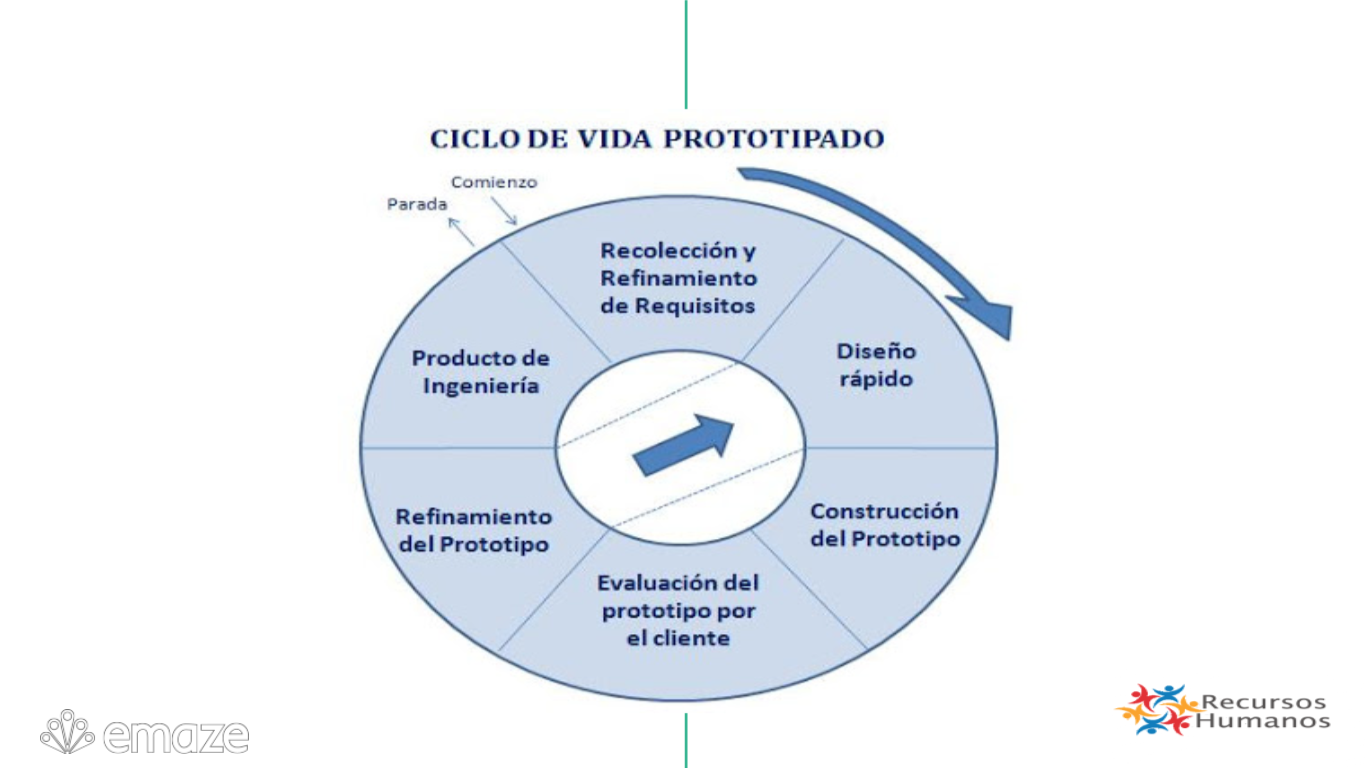 CICLO DE VIDA PROTOTIPADO
Comienzo
Parada
Recolección y
Refinamiento
de Requisitos
Diseño
rápido
Construcción
del Prototipo
Evaluación del
prototipo por
el cliente
Refinamiento
del Prototipo
Producto de
Ingeniería
emaze
Recursos
Humanos